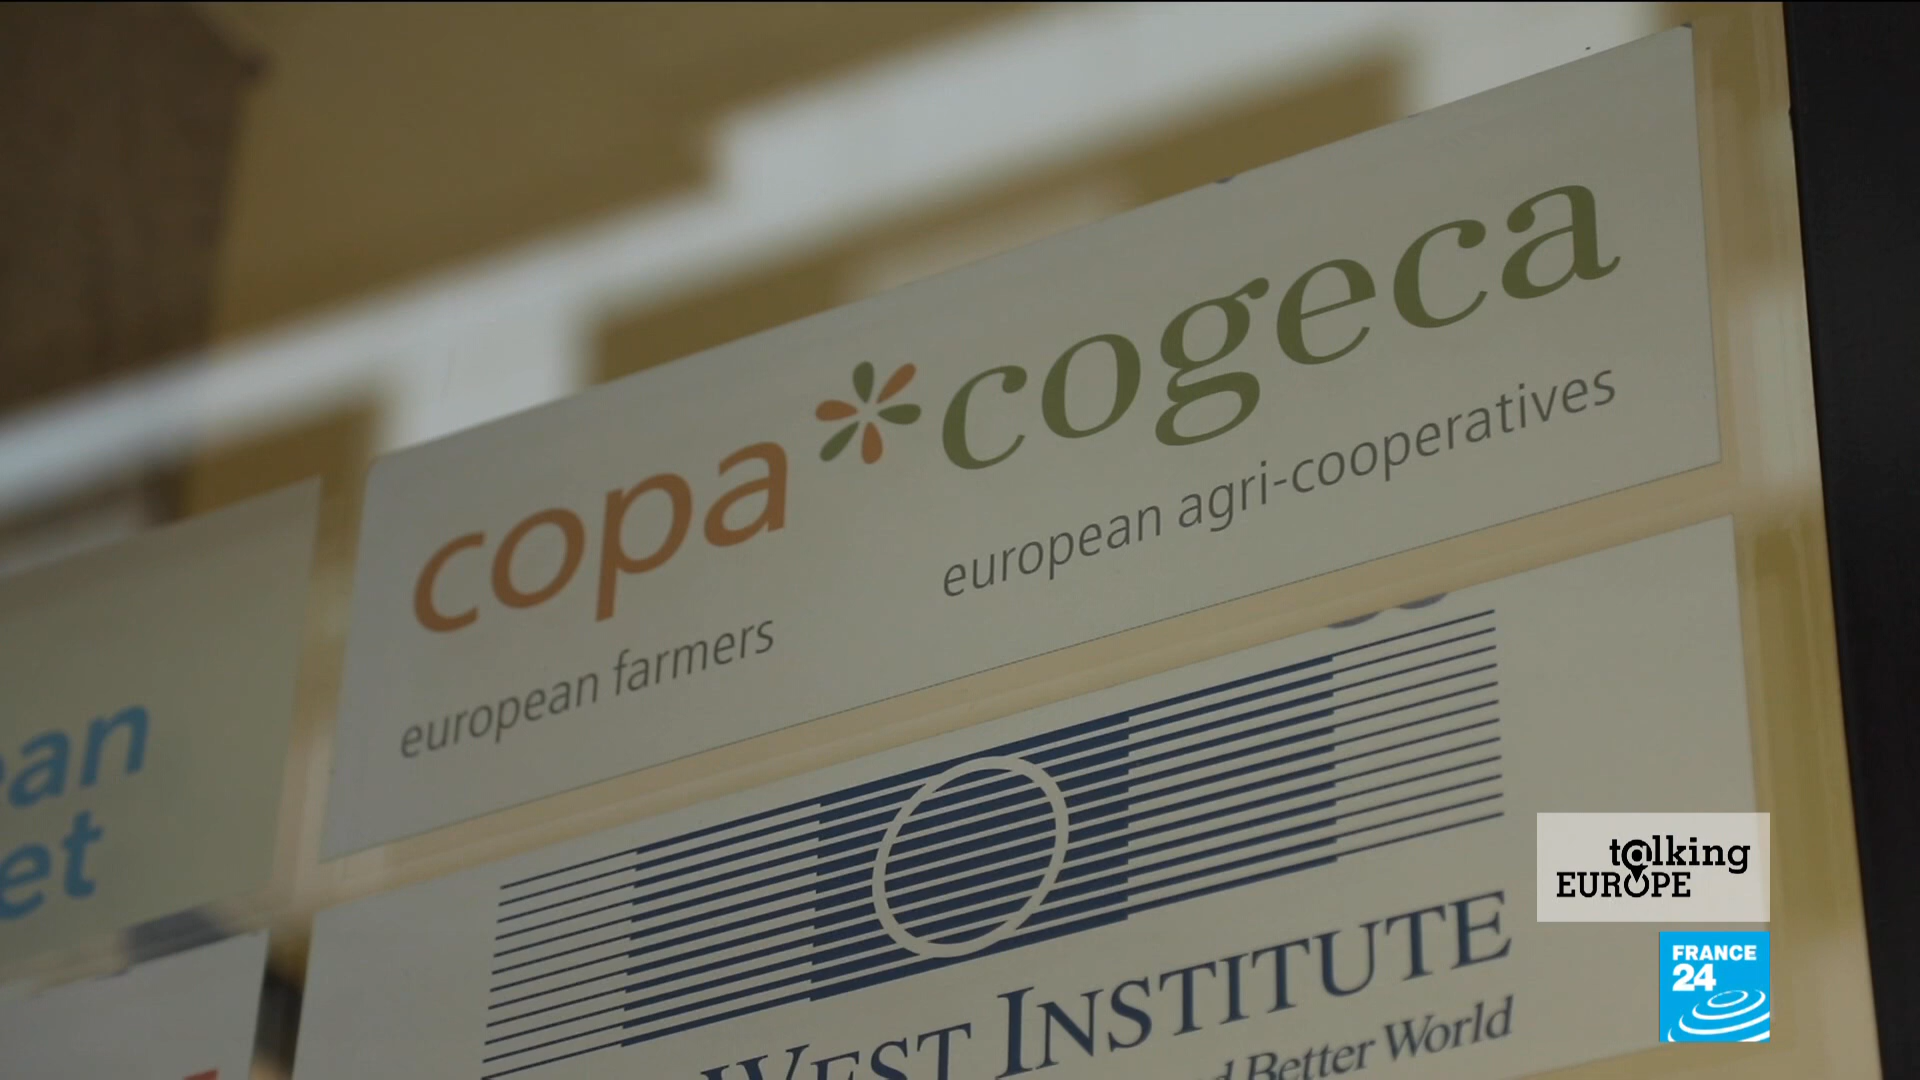 copa*cogeca
european farmers
european agri-cooperatives
an
et
WEST INSTITUTE
Better World
talking
EUROPE
FRANCE
24